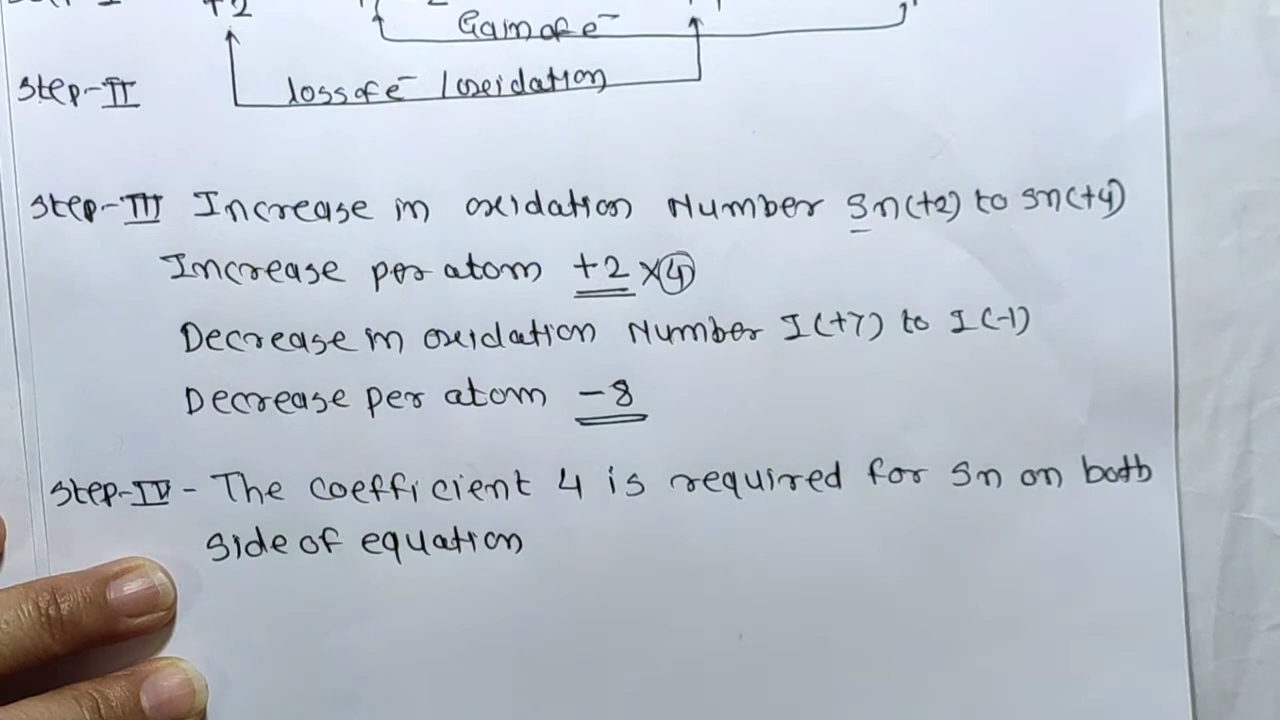 +2
Gain of e⁻
Step-II loss of e⁻ / oxidation
Step-III Increase in oxidation Number Sn(+2) to Sn(+4)
Increase per atom +2 ×4
Decrease in oxidation Number I(+7) to I(-1)
Decrease per atom -8
Step-IV - The coefficient 4 is required for Sn on both
side of equation